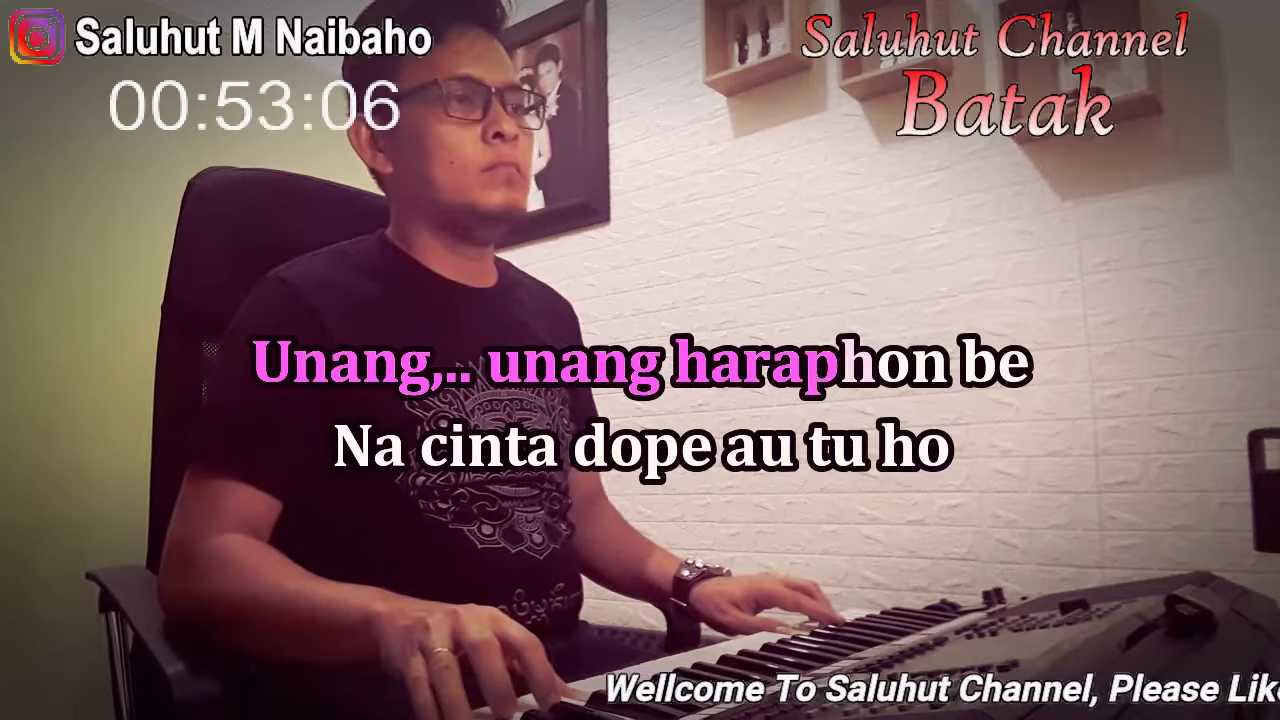 Saluhut M Naibaho
00:53:06
Saluhut Channel
Batak
Unang,.. unang haraphon be
Na cinta dope au tu ho
Wellcome To Saluhut Channel, Please Lik